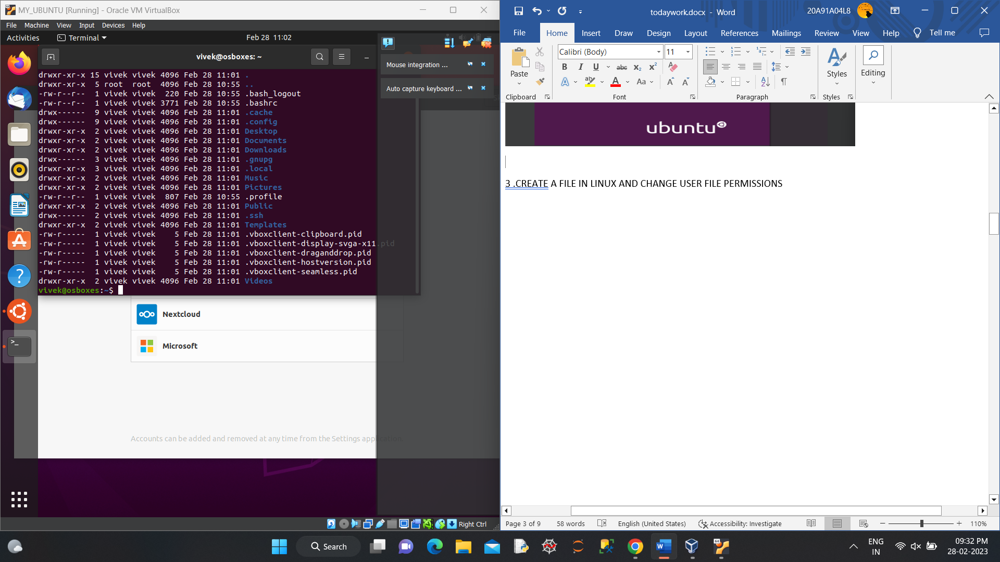 MY_UBUNTU [Running] - Oracle VM VirtualBox
File Machine View Input Devices Help
Activities Terminal Feb 28 11:02
vivek@osboxes: ~
drwxr-xr-x 15 vivek vivek 4096 Feb 28 11:01 .
drwxr-xr-x 5 root root 4096 Feb 28 10:55 ..
-rw-r--r-- 1 vivek vivek 220 Feb 28 10:55 .bash_logout
-rw-r--r-- 1 vivek vivek 3771 Feb 28 10:55 .bashrc
drwx------ 9 vivek vivek 4096 Feb 28 11:01 .cache
drwx------ 9 vivek vivek 4096 Feb 28 11:01 .config
drwxr-xr-x 2 vivek vivek 4096 Feb 28 11:01 Desktop
drwxr-xr-x 2 vivek vivek 4096 Feb 28 11:01 Documents
drwxr-xr-x 2 vivek vivek 4096 Feb 28 11:01 Downloads
drwx------ 3 vivek vivek 4096 Feb 28 11:01 .gnupg
drwxr-xr-x 3 vivek vivek 4096 Feb 28 11:01 .local
drwxr-xr-x 2 vivek vivek 4096 Feb 28 11:01 Music
drwxr-xr-x 2 vivek vivek 4096 Feb 28 11:01 Pictures
-rw-r--r-- 1 vivek vivek 807 Feb 28 10:55 .profile
drwxr-xr-x 2 vivek vivek 4096 Feb 28 11:01 Public
drwx------ 2 vivek vivek 4096 Feb 28 11:01 .ssh
drwxr-xr-x 2 vivek vivek 4096 Feb 28 11:01 Templates
-rw-r----- 1 vivek vivek 5 Feb 28 11:01 .vboxclient-clipboard.pid
-rw-r----- 1 vivek vivek 5 Feb 28 11:01 .vboxclient-display-svga-x11.pid
-rw-r----- 1 vivek vivek 5 Feb 28 11:01 .vboxclient-draganddrop.pid
-rw-r----- 1 vivek vivek 5 Feb 28 11:01 .vboxclient-hostversion.pid
-rw-r----- 1 vivek vivek 5 Feb 28 11:01 .vboxclient-seamless.pid
drwxr-xr-x 2 vivek vivek 4096 Feb 28 11:01 Videos
vivek@osboxes:~$
Mouse integration ...
Auto capture keyboard ...
Nextcloud
Microsoft
Accounts can be added and removed at any time from the Settings application.
Right Ctrl
todaywork.docx - Word
20A91A04L8
File Home Insert Draw Design Layout References Mailings Review View Help Tell me
Paste
Clipboard
Calibri (Body) 11
B I U abc X2 X2
A A Aa A A
Font
Paragraph
Styles
Styles
Editing
ubuntu
3 .CREATE A FILE IN LINUX AND CHANGE USER FILE PERMISSIONS
Page 3 of 9 58 words English (United States) Accessibility: Investigate 110%
Search
ENG
IN
09:32 PM
28-02-2023